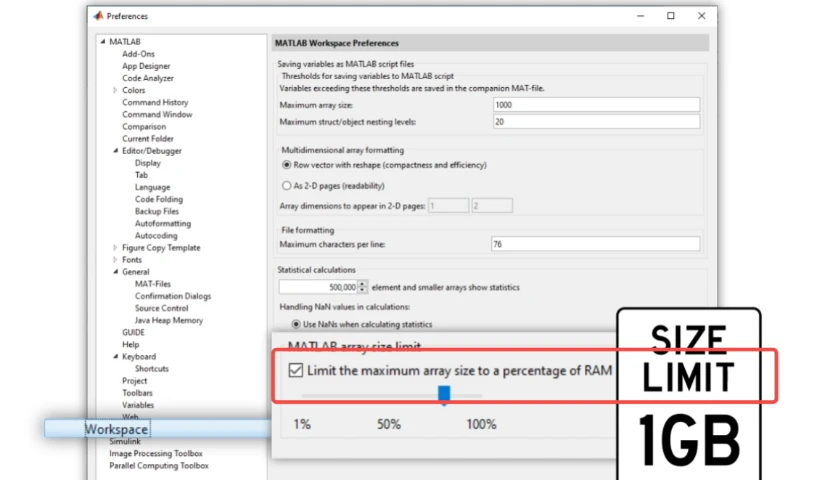 Preferences
MATLAB
Add-Ons
App Designer
Code Analyzer
Colors
Command History
Command Window
Comparison
Current Folder
Editor/Debugger
Display
Tab
Language
Code Folding
Backup Files
Autoformatting
Autocoding
Figure Copy Template
Fonts
General
MAT-Files
Confirmation Dialogs
Source Control
Java Heap Memory
GUIDE
Help
Keyboard
Shortcuts
Project
Toolbars
Variables
Web
Workspace
Simulink
Image Processing Toolbox
Parallel Computing Toolbox
MATLAB Workspace Preferences
Saving variables as MATLAB script files
Thresholds for saving variables to MATLAB script
Variables exceeding these thresholds are saved in the companion MAT-file.
Maximum array size: 1000
Maximum struct/object nesting levels: 20
Multidimensional array formatting
Row vector with reshape (compactness and efficiency)
As 2-D pages (readability)
Array dimensions to appear in 2-D pages: 1 2
File formatting
Maximum characters per line: 76
Statistical calculations
500,000 element and smaller arrays show statistics
Handling NaN values in calculations:
Use NaNs when calculating statistics
MATLAB array size limit
Limit the maximum array size to a percentage of RAM
1% 50% 100%
SIZE
LIMIT
1GB